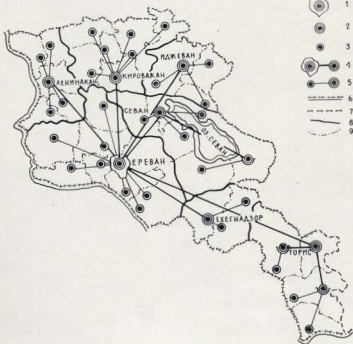 1
2
ИДЖЕВАН
3
ЛЕНИНАКАН
КИРОВАКАН
4
5
СЕВАН
6
7
ОЗ. СЕВАН
8
9
ЕРЕВАН
ЕХЕГНАДЗОР
ГОРИС